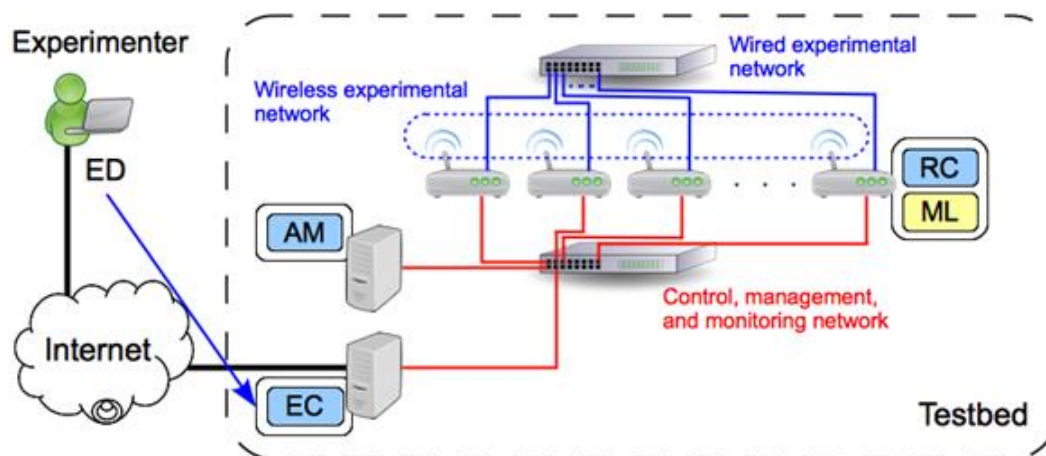 Experimenter
ED
Internet
Wired experimental
network
Wireless experimental
network
. . .
RC
ML
AM
Control, management,
and monitoring network
EC
Testbed